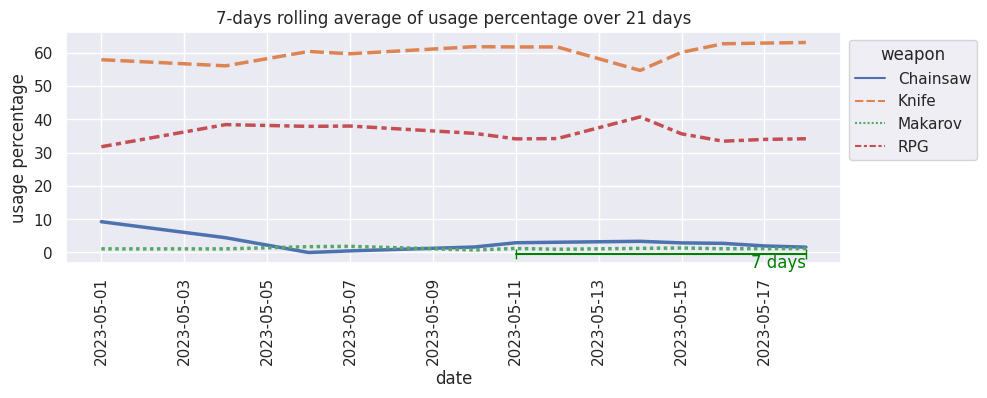 7-days rolling average of usage percentage over 21 days
usage percentage
60
50
40
30
20
10
0
7 days
2023-05-01
2023-05-03
2023-05-05
2023-05-07
2023-05-09
2023-05-11
2023-05-13
2023-05-15
2023-05-17
date
weapon
Chainsaw
Knife
Makarov
RPG